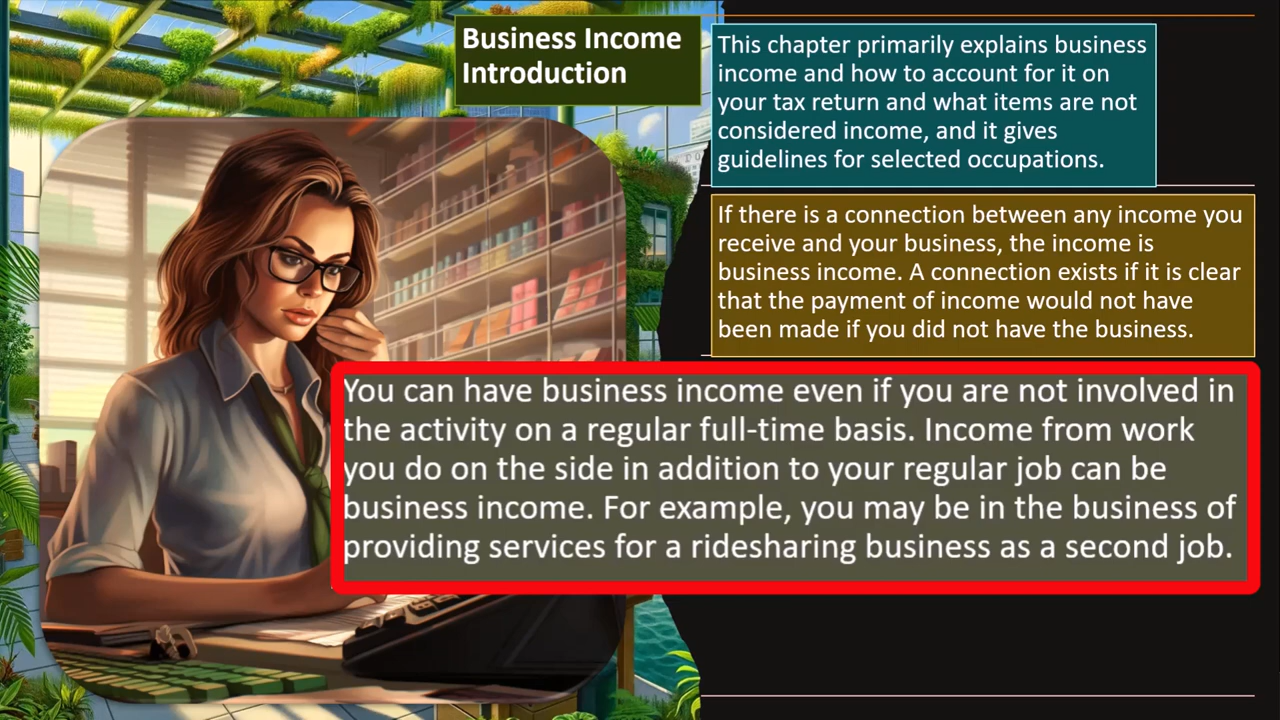 Business Income
Introduction
This chapter primarily explains business
income and how to account for it on
your tax return and what items are not
considered income, and it gives
guidelines for selected occupations.
If there is a connection between any income you
receive and your business, the income is
business income. A connection exists if it is clear
that the payment of income would not have
been made if you did not have the business.
You can have business income even if you are not involved in
the activity on a regular full-time basis. Income from work
you do on the side in addition to your regular job can be
business income. For example, you may be in the business of
providing services for a ridesharing business as a second job.